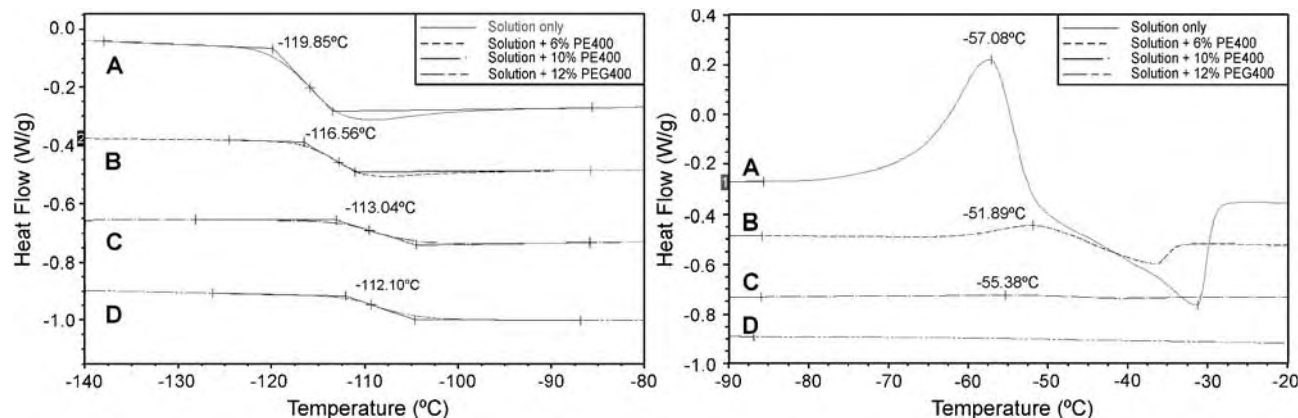 Solution only
Solution + 6% PE400
Solution + 10% PE400
Solution + 12% PEG400
0.0
-0.2
-0.4
-0.6
-0.8
-1.0
Heat Flow (W/g)
-119.85ºC
A
-116.56ºC
B
-113.04ºC
C
-112.10ºC
D
-140
-120
-100
-80
Temperature (ºC)
Solution only
Solution + 6% PE400
Solution + 10% PE400
Solution + 12% PEG400
0.4
0.2
0.0
-0.2
-0.4
-0.6
-0.8
-1.0
Heat Flow (W/g)
1
-57.08ºC
A
-51.89ºC
B
-55.38ºC
C
D
-90
-80
-70
-60
-50
-40
-30
-20
Temperature (ºC)